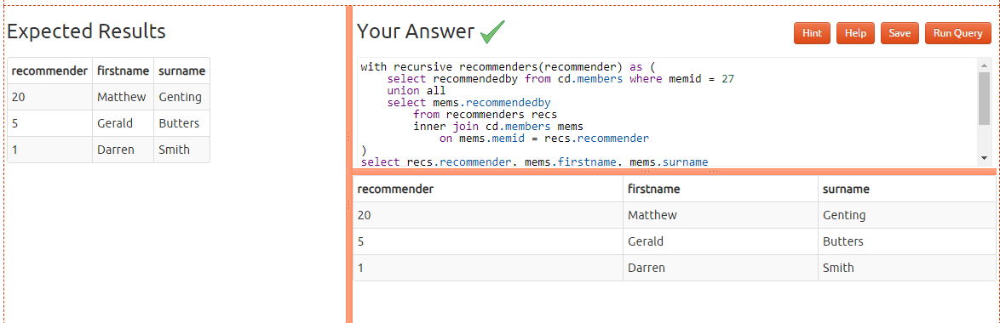 Expected Results
recommender firstname surname
20 Matthew Genting
5 Gerald Butters
1 Darren Smith
Your Answer
Hint Help Save Run Query
with recursive recommenders(recommender) as (
select recommendedby from cd.members where memid = 27
union all
select mems.recommendedby
from recommenders recs
inner join cd.members mems
on mems.memid = recs.recommender
)
select recs.recommender, mems.firstname, mems.surname
recommender firstname surname
20 Matthew Genting
5 Gerald Butters
1 Darren Smith